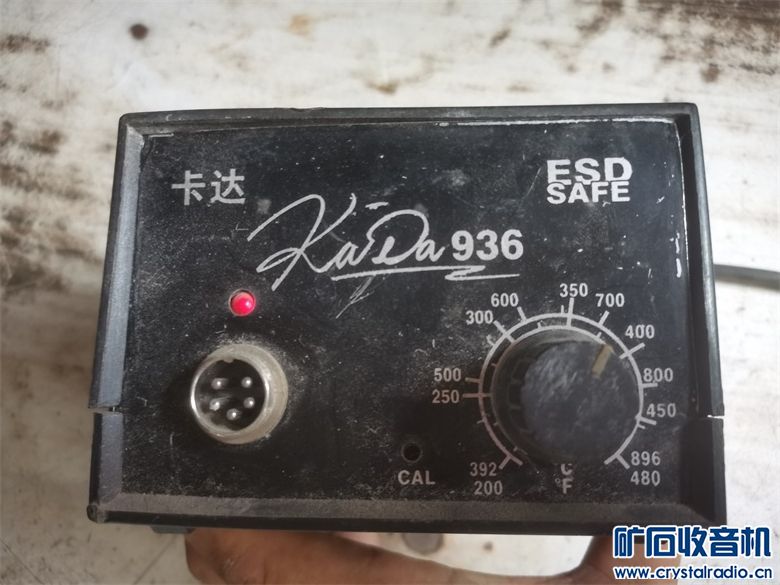 卡达
KaDa 936
ESD
SAFE
350
600
700
300
400
500
800
250
450
392
896
200
480
°C
°F
CAL
矿石收音机
www.crystalradio.cn